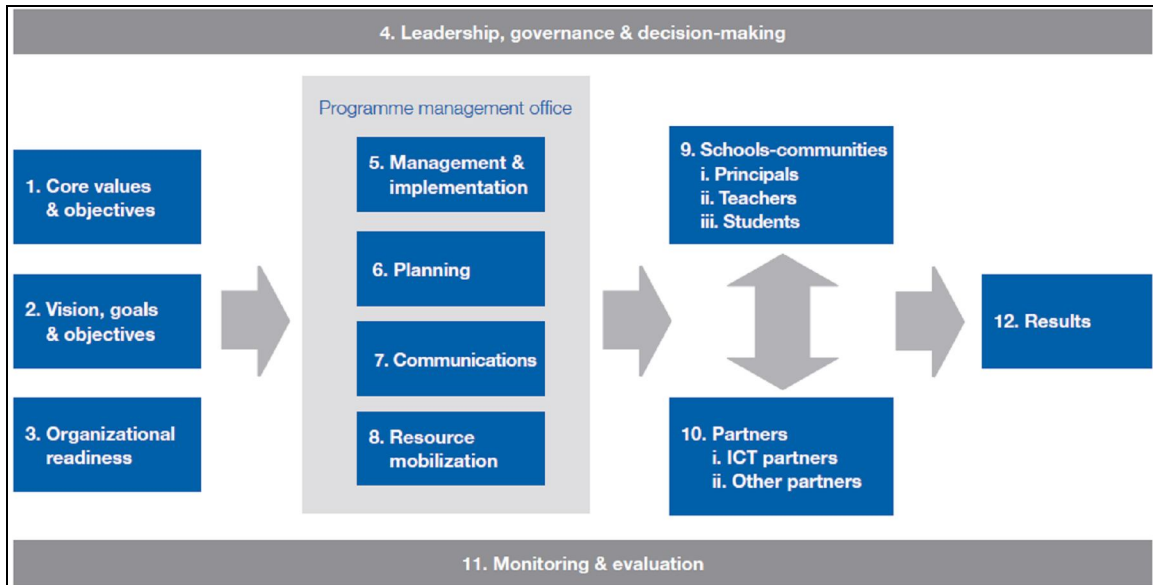 4. Leadership, governance & decision-making
1. Core values
& objectives
2. Vision, goals
& objectives
3. Organizational
readiness
Programme management office
5. Management &
implementation
6. Planning
7. Communications
8. Resource
mobilization
9. Schools-communities
i. Principals
ii. Teachers
iii. Students
10. Partners
i. ICT partners
ii. Other partners
12. Results
11. Monitoring & evaluation